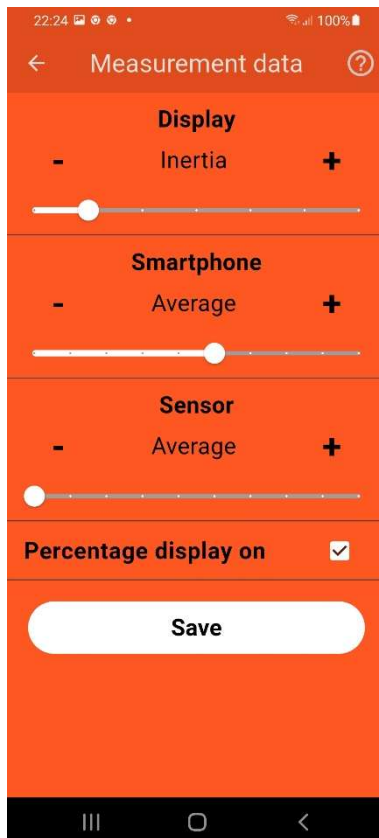 22:24 100%
Measurement data ?
Display
- Inertia +
Smartphone
- Average +
Sensor
- Average +
Percentage display on
Save